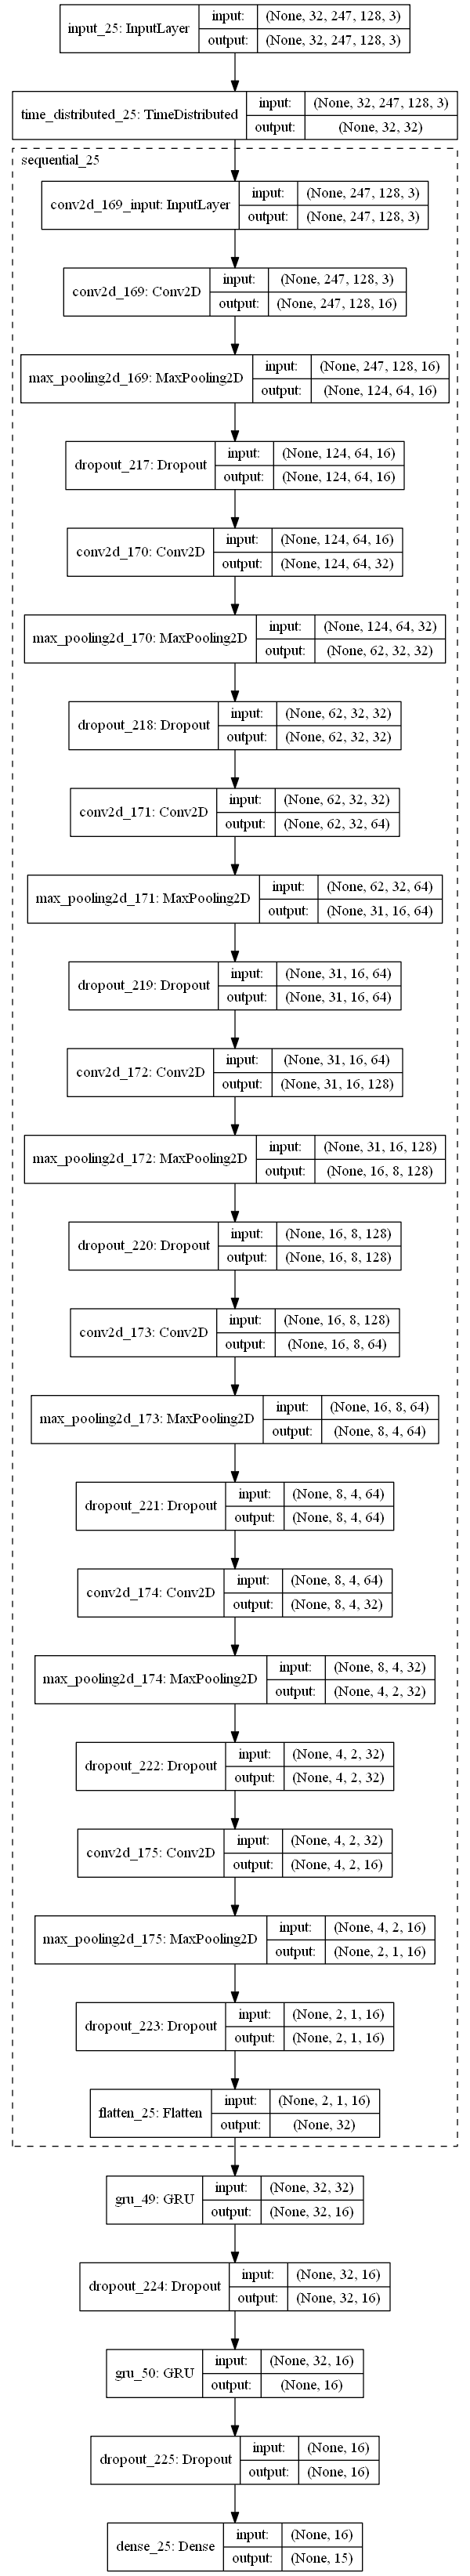 input_25: InputLayer
input: (None, 32, 247, 128, 3)
output: (None, 32, 247, 128, 3)
time_distributed_25: TimeDistributed
input: (None, 32, 247, 128, 3)
output: (None, 32, 32)
sequential_25
conv2d_169_input: InputLayer
input: (None, 247, 128, 3)
output: (None, 247, 128, 3)
conv2d_169: Conv2D
input: (None, 247, 128, 3)
output: (None, 247, 128, 16)
max_pooling2d_169: MaxPooling2D
input: (None, 247, 128, 16)
output: (None, 124, 64, 16)
dropout_217: Dropout
input: (None, 124, 64, 16)
output: (None, 124, 64, 16)
conv2d_170: Conv2D
input: (None, 124, 64, 16)
output: (None, 124, 64, 32)
max_pooling2d_170: MaxPooling2D
input: (None, 124, 64, 32)
output: (None, 62, 32, 32)
dropout_218: Dropout
input: (None, 62, 32, 32)
output: (None, 62, 32, 32)
conv2d_171: Conv2D
input: (None, 62, 32, 32)
output: (None, 62, 32, 64)
max_pooling2d_171: MaxPooling2D
input: (None, 62, 32, 64)
output: (None, 31, 16, 64)
dropout_219: Dropout
input: (None, 31, 16, 64)
output: (None, 31, 16, 64)
conv2d_172: Conv2D
input: (None, 31, 16, 64)
output: (None, 31, 16, 128)
max_pooling2d_172: MaxPooling2D
input: (None, 31, 16, 128)
output: (None, 16, 8, 128)
dropout_220: Dropout
input: (None, 16, 8, 128)
output: (None, 16, 8, 128)
conv2d_173: Conv2D
input: (None, 16, 8, 128)
output: (None, 16, 8, 64)
max_pooling2d_173: MaxPooling2D
input: (None, 16, 8, 64)
output: (None, 8, 4, 64)
dropout_221: Dropout
input: (None, 8, 4, 64)
output: (None, 8, 4, 64)
conv2d_174: Conv2D
input: (None, 8, 4, 64)
output: (None, 8, 4, 32)
max_pooling2d_174: MaxPooling2D
input: (None, 8, 4, 32)
output: (None, 4, 2, 32)
dropout_222: Dropout
input: (None, 4, 2, 32)
output: (None, 4, 2, 32)
conv2d_175: Conv2D
input: (None, 4, 2, 32)
output: (None, 4, 2, 16)
max_pooling2d_175: MaxPooling2D
input: (None, 4, 2, 16)
output: (None, 2, 1, 16)
dropout_223: Dropout
input: (None, 2, 1, 16)
output: (None, 2, 1, 16)
flatten_25: Flatten
input: (None, 2, 1, 16)
output: (None, 32)
gru_49: GRU
input: (None, 32, 32)
output: (None, 32, 16)
dropout_224: Dropout
input: (None, 32, 16)
output: (None, 32, 16)
gru_50: GRU
input: (None, 32, 16)
output: (None, 16)
dropout_225: Dropout
input: (None, 16)
output: (None, 16)
dense_25: Dense
input: (None, 16)
output: (None, 15)